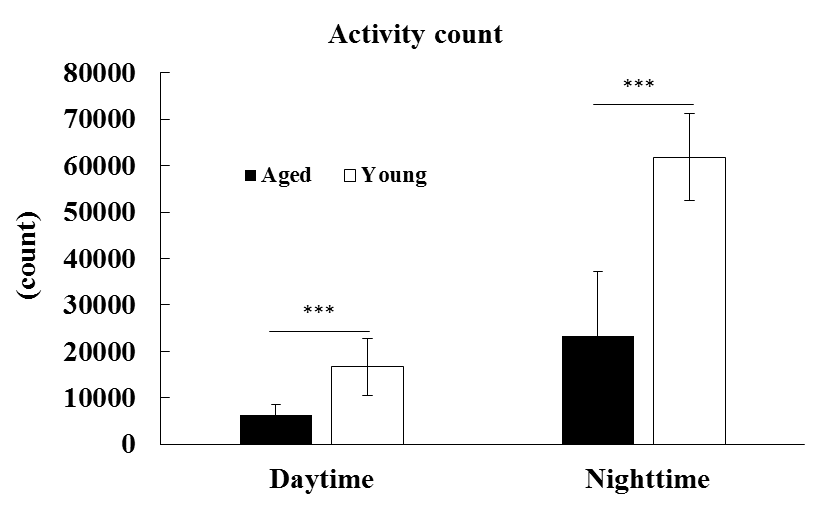 Activity count
80000
70000
60000
50000
40000
30000
20000
10000
0
(count)
Aged Young
***
***
Daytime Nighttime